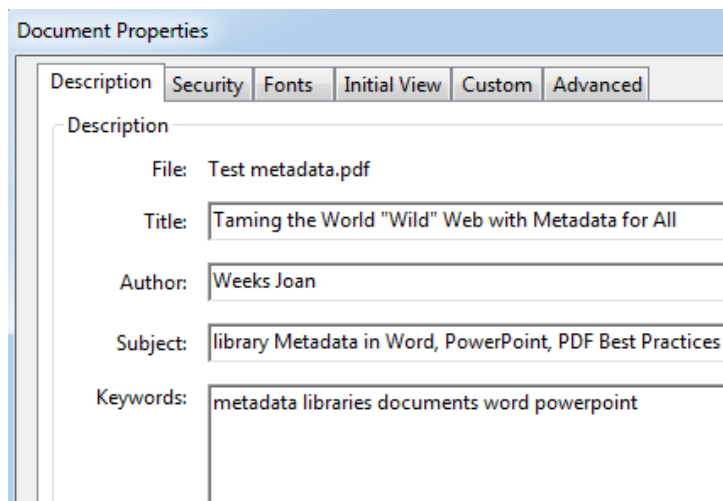 Document Properties
Description Security Fonts Initial View Custom Advanced
Description
File: Test metadata.pdf
Title: Taming the World "Wild" Web with Metadata for All
Author: Weeks Joan
Subject: library Metadata in Word, PowerPoint, PDF Best Practices
Keywords: metadata libraries documents word powerpoint